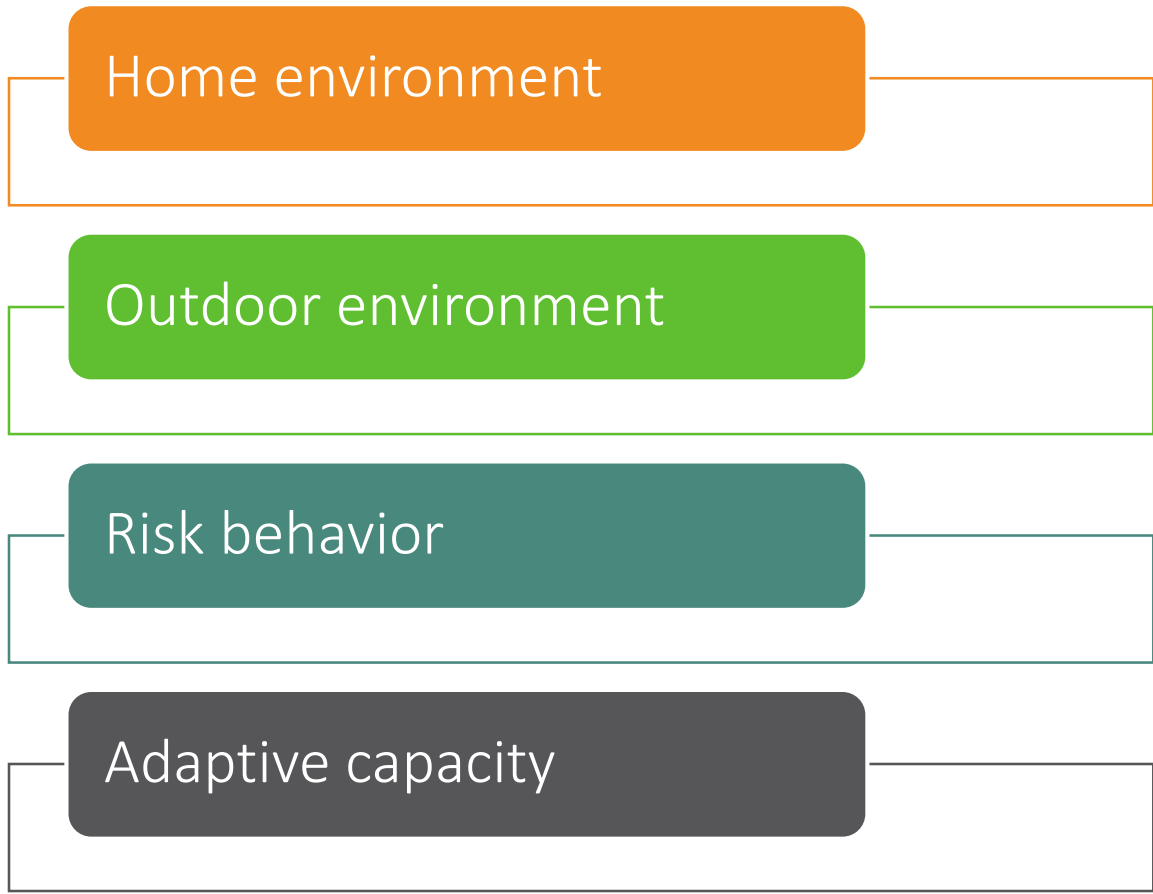 Home environment
Outdoor environment
Risk behavior
Adaptive capacity